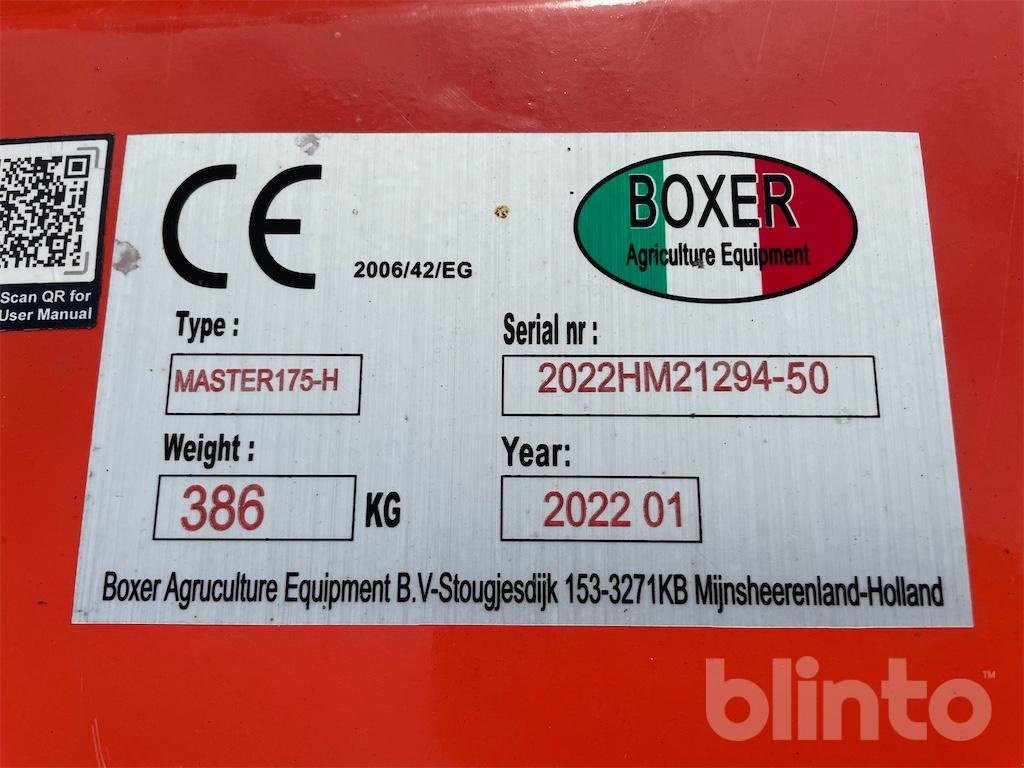 CE
2006/42/EG
BOXER
Agriculture Equipment
Scan QR for
User Manual
Type :
MASTER175-H
Serial nr :
2022HM21294-50
Weight :
386 KG
Year:
2022 01
Boxer Agruculture Equipment B.V-Stougjesdijk 153-3271KB Mijnsheerenland-Holland
blinto™